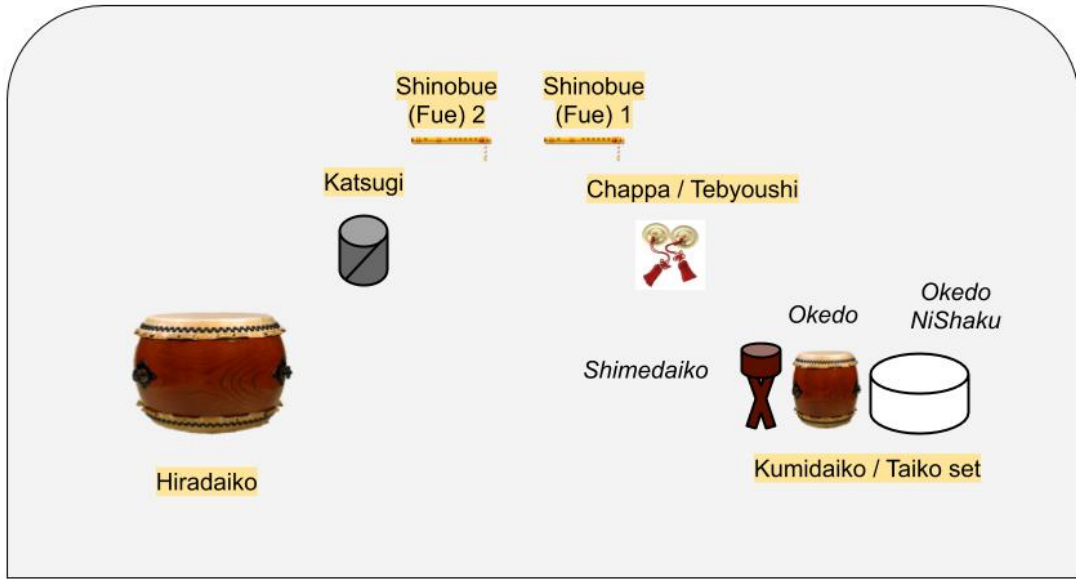 Shinobue
(Fue) 2
Shinobue
(Fue) 1
Katsugi
Chappa / Tebyoushi
Okedo
NiShaku
Okedo
Shimedaiko
Kumidaiko / Taiko set
Hiradaiko